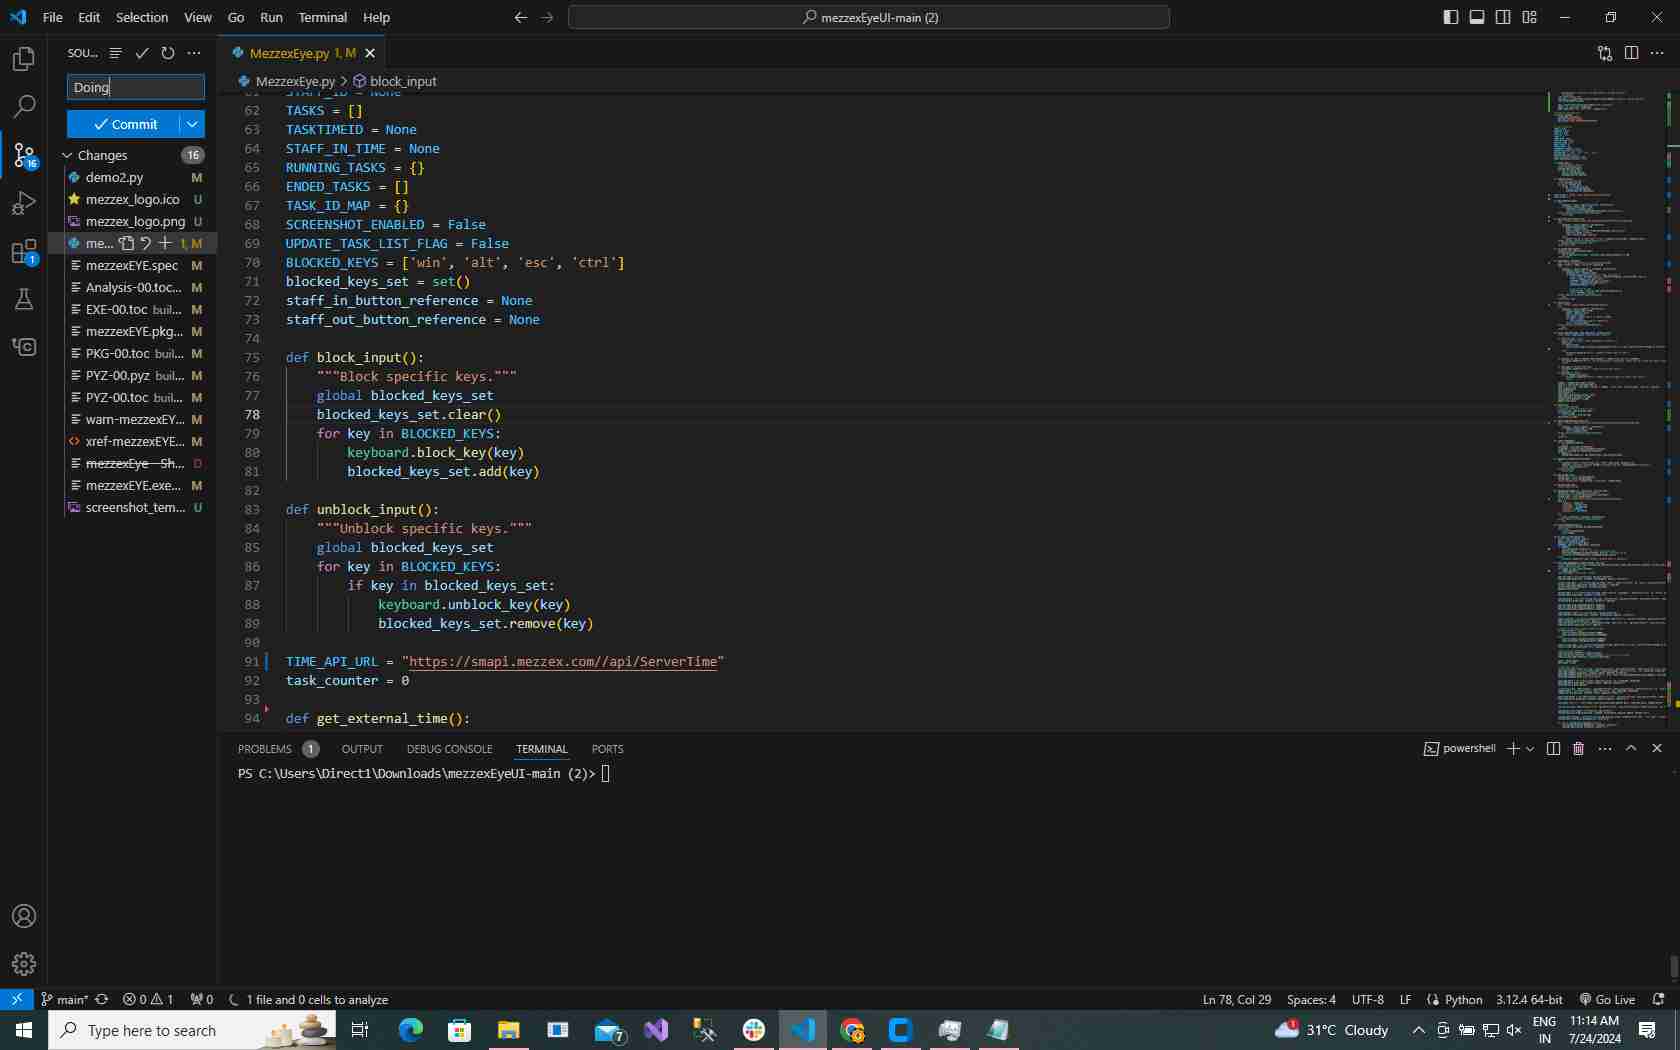 File Edit Selection View Go Run Terminal Help
mezzexEyeUI-main (2)
SOU...
MezzexEye.py 1, M
Doing
MezzexEye.py > block_input
Commit
Changes 16
demo2.py M
mezzex_logo.ico U
mezzex_logo.png U
me... 1, M
mezzexEYE.spec M
Analysis-00.toc... M
EXE-00.toc buil... M
mezzexEYE.pkg... M
PKG-00.toc buil... M
PYZ-00.pyz buil... M
PYZ-00.toc buil... M
warn-mezzexEY... M
xref-mezzexEYE... M
mezzexEye - Sh... D
mezzexEYE.exe... M
screenshot_tem... U
16
1
61 STAFF_ID = None
62 TASKS = []
63 TASKTIMEID = None
64 STAFF_IN_TIME = None
65 RUNNING_TASKS = {}
66 ENDED_TASKS = []
67 TASK_ID_MAP = {}
68 SCREENSHOT_ENABLED = False
69 UPDATE_TASK_LIST_FLAG = False
70 BLOCKED_KEYS = ['win', 'alt', 'esc', 'ctrl']
71 blocked_keys_set = set()
72 staff_in_button_reference = None
73 staff_out_button_reference = None
74
75 def block_input():
76 """Block specific keys."""
77 global blocked_keys_set
78 blocked_keys_set.clear()
79 for key in BLOCKED_KEYS:
80 keyboard.block_key(key)
81 blocked_keys_set.add(key)
82
83 def unblock_input():
84 """Unblock specific keys."""
85 global blocked_keys_set
86 for key in BLOCKED_KEYS:
87 if key in blocked_keys_set:
88 keyboard.unblock_key(key)
89 blocked_keys_set.remove(key)
90
91 TIME_API_URL = "https://smapi.mezzex.com//api/ServerTime"
92 task_counter = 0
93
94 def get_external_time():
PROBLEMS 1 OUTPUT DEBUG CONSOLE TERMINAL PORTS
powershell
PS C:\Users\Direct1\Downloads\mezzexEyeUI-main (2)>
main* 0 1 0 1 file and 0 cells to analyze
Ln 78, Col 29 Spaces: 4 UTF-8 LF Python 3.12.4 64-bit Go Live
Type here to search
7
1 31°C Cloudy
ENG
IN
11:14 AM
7/24/2024